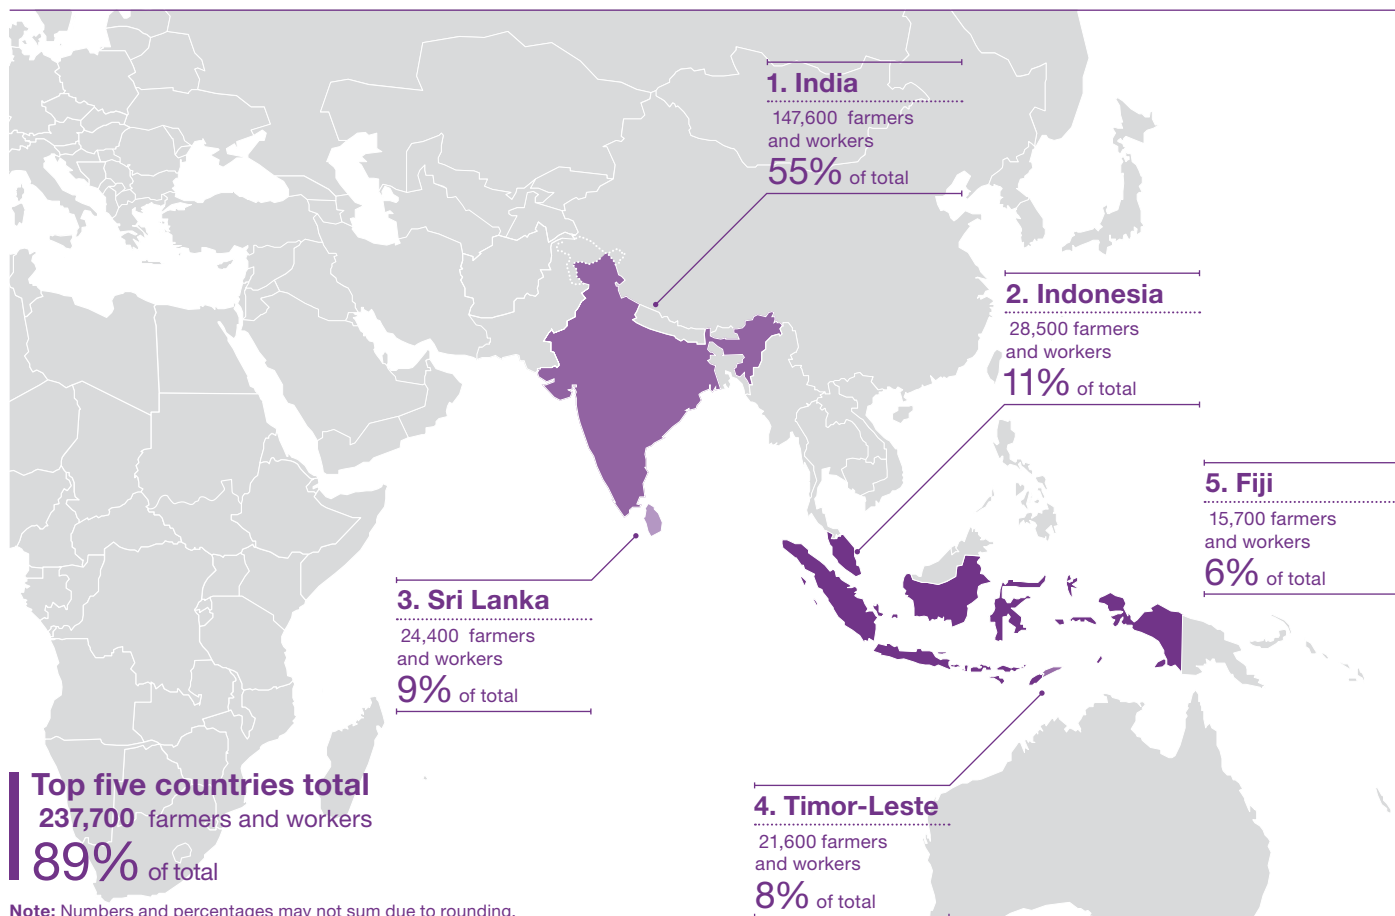 1. India
147,600 farmers
and workers
55% of total
2. Indonesia
28,500 farmers
and workers
11% of total
5. Fiji
15,700 farmers
and workers
6% of total
3. Sri Lanka
24,400 farmers
and workers
9% of total
4. Timor-Leste
21,600 farmers
and workers
8% of total
Top five countries total
237,700 farmers and workers
89% of total
Note: Numbers and percentages may not sum due to rounding.